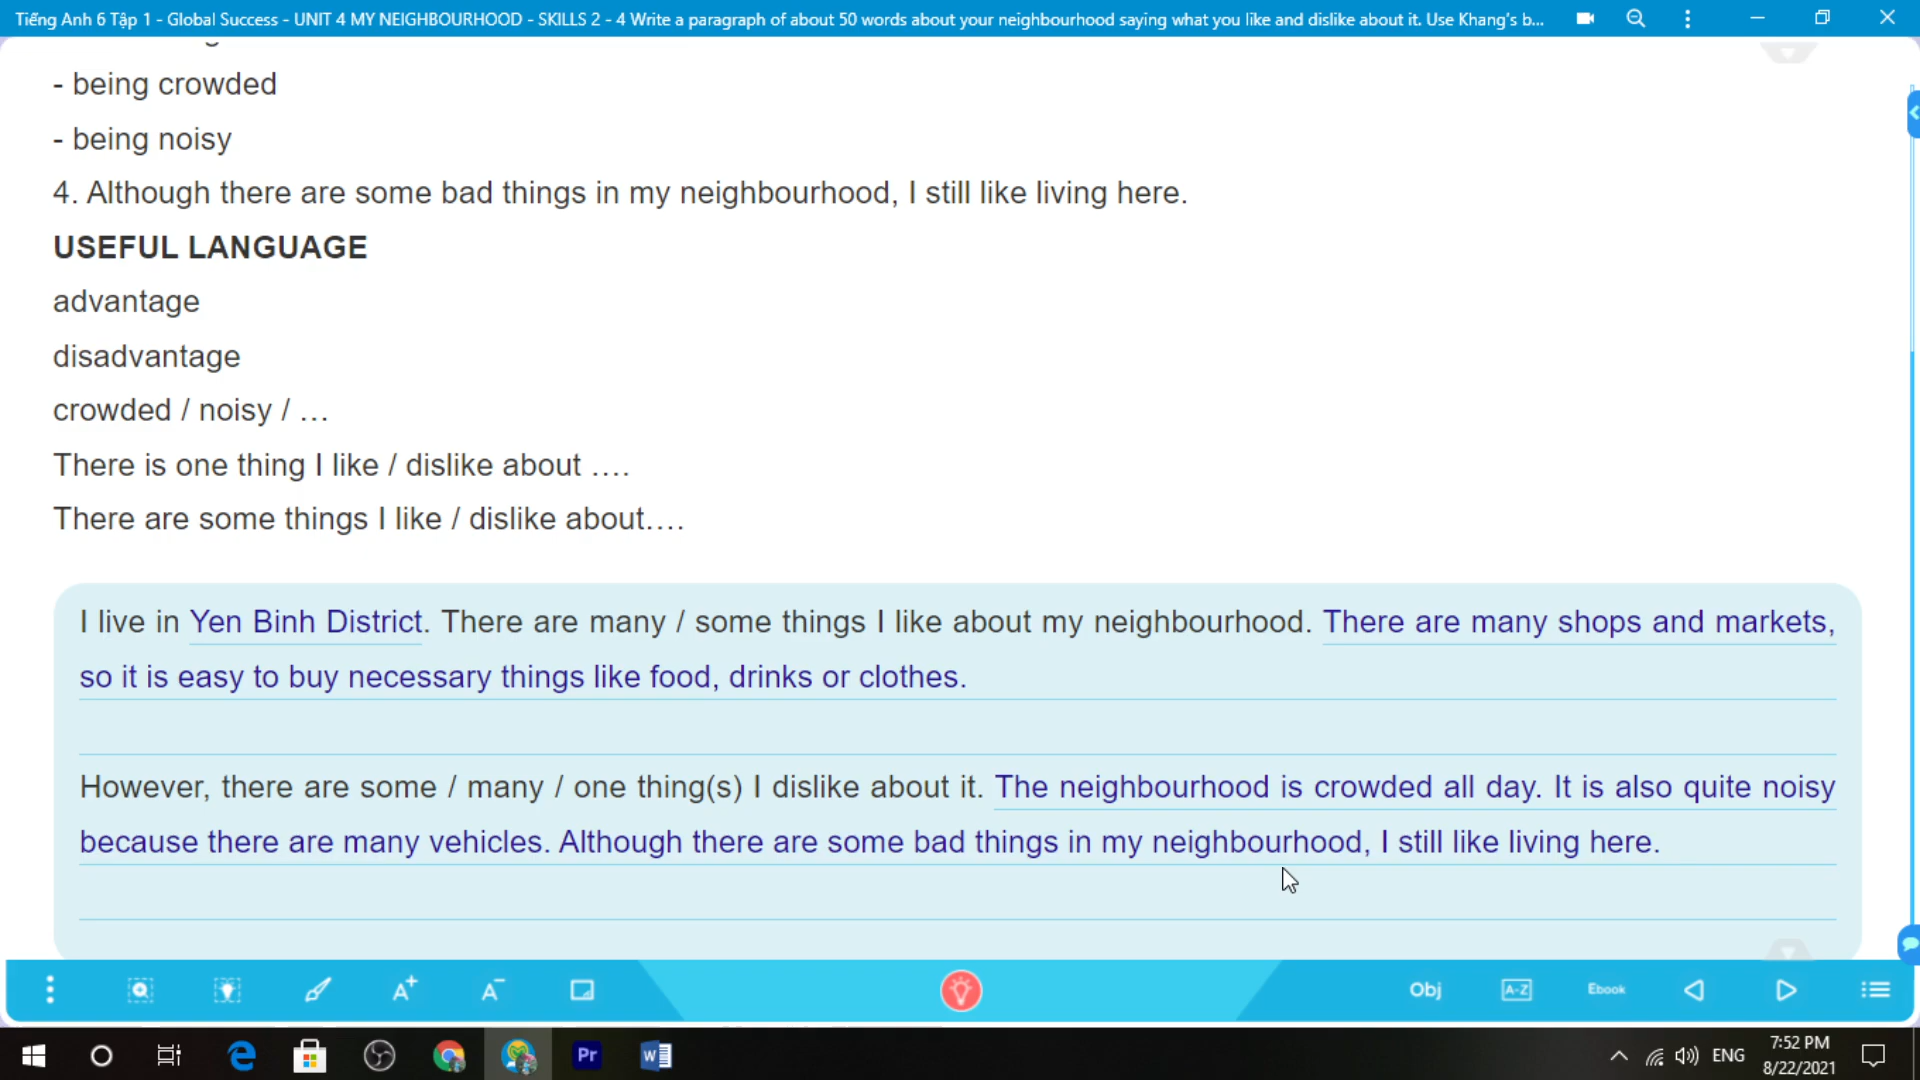 Tiếng Anh 6 Tập 1 - Global Success - UNIT 4 MY NEIGHBOURHOOD - SKILLS 2 - 4 Write a paragraph of about 50 words about your neighbourhood saying what you like and dislike about it. Use Khang's b...
- being crowded
- being noisy
4. Although there are some bad things in my neighbourhood, I still like living here.
USEFUL LANGUAGE
advantage
disadvantage
crowded / noisy / …
There is one thing I like / dislike about ….
There are some things I like / dislike about….
I live in Yen Binh District. There are many / some things I like about my neighbourhood. There are many shops and markets,
so it is easy to buy necessary things like food, drinks or clothes.
However, there are some / many / one thing(s) I dislike about it. The neighbourhood is crowded all day. It is also quite noisy
because there are many vehicles. Although there are some bad things in my neighbourhood, I still like living here.
A+ A- Obj A-Z Ebook
Pr W ENG 7:52 PM
8/22/2021